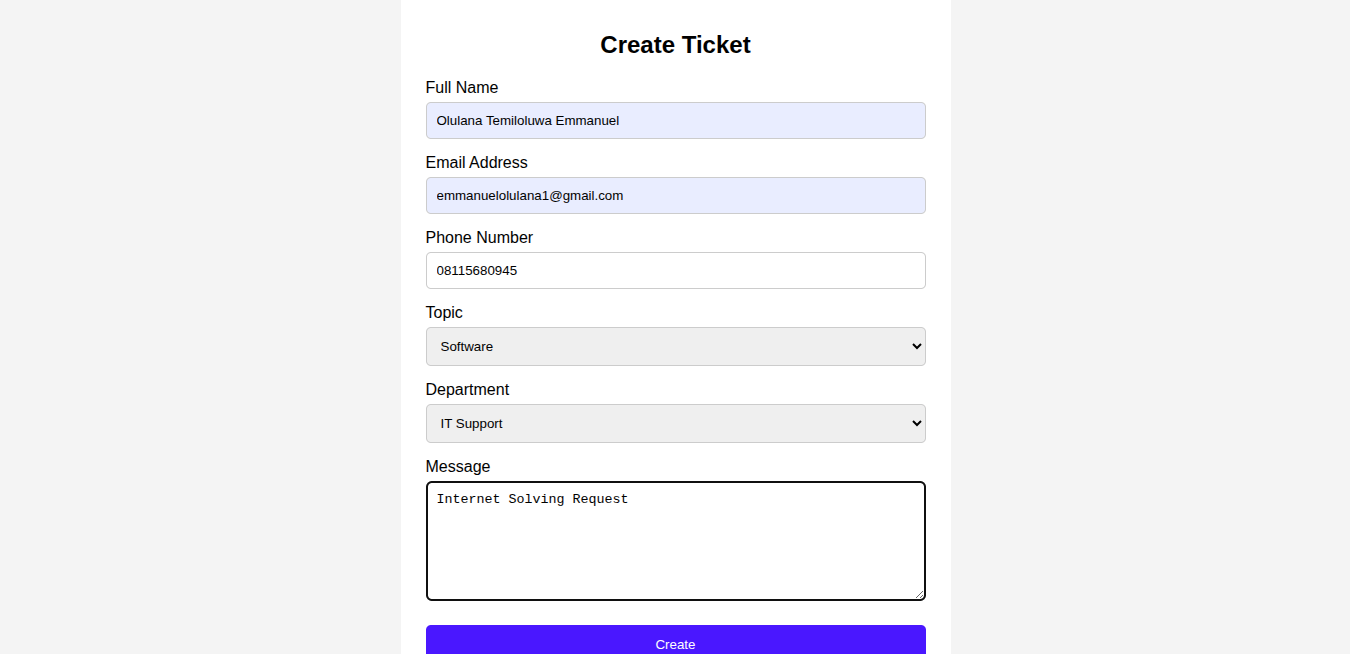 Create Ticket
Full Name
Olulana Temiloluwa Emmanuel
Email Address
emmanuelolulana1@gmail.com
Phone Number
08115680945
Topic
Software
Department
IT Support
Message
Internet Solving Request
Create